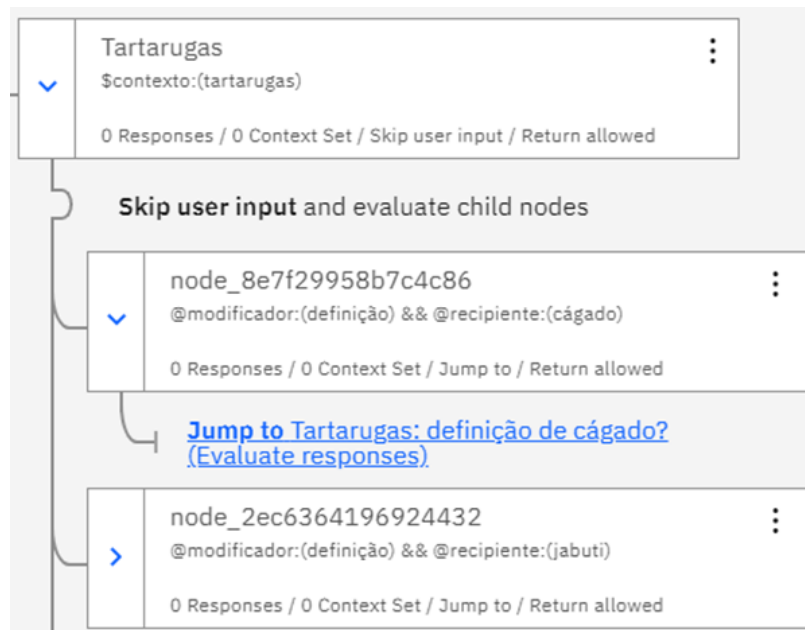 Tartarugas
$contexto:(tartarugas)
0 Responses / 0 Context Set / Skip user input / Return allowed
Skip user input and evaluate child nodes
node_8e7f29958b7c4c86
@modificador:(definição) && @recipiente:(cágado)
0 Responses / 0 Context Set / Jump to / Return allowed
Jump to Tartarugas: definição de cágado?
(Evaluate responses)
node_2ec6364196924432
@modificador:(definição) && @recipiente:(jabuti)
0 Responses / 0 Context Set / Jump to / Return allowed